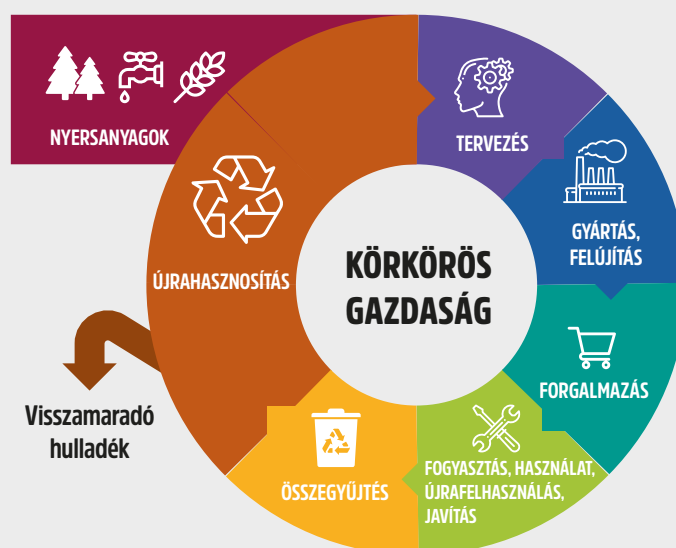 NYERSANYAGOK
TERVEZÉS
GYÁRTÁS,
FELÚJÍTÁS
FORGALMAZÁS
FOGYASZTÁS, HASZNÁLAT,
ÚJRAFELHASZNÁLÁS,
JAVÍTÁS
ÖSSZEGYŰJTÉS
ÚJRAHASZNOSÍTÁS
Visszamaradó
hulladék
KÖRKÖRÖS
GAZDASÁG